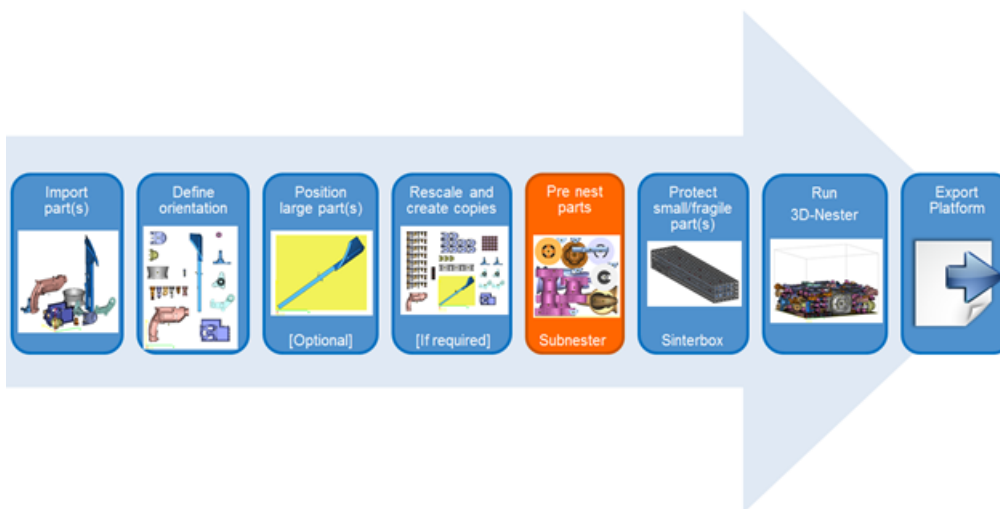 Import
part(s)
Define
orientation
Position
large part(s)
[Optional]
Rescale and
create copies
[If required]
Pre nest
parts
Subnester
Protect
small/fragile
part(s)
Sinterbox
Run
3D-Nester
Export
Platform